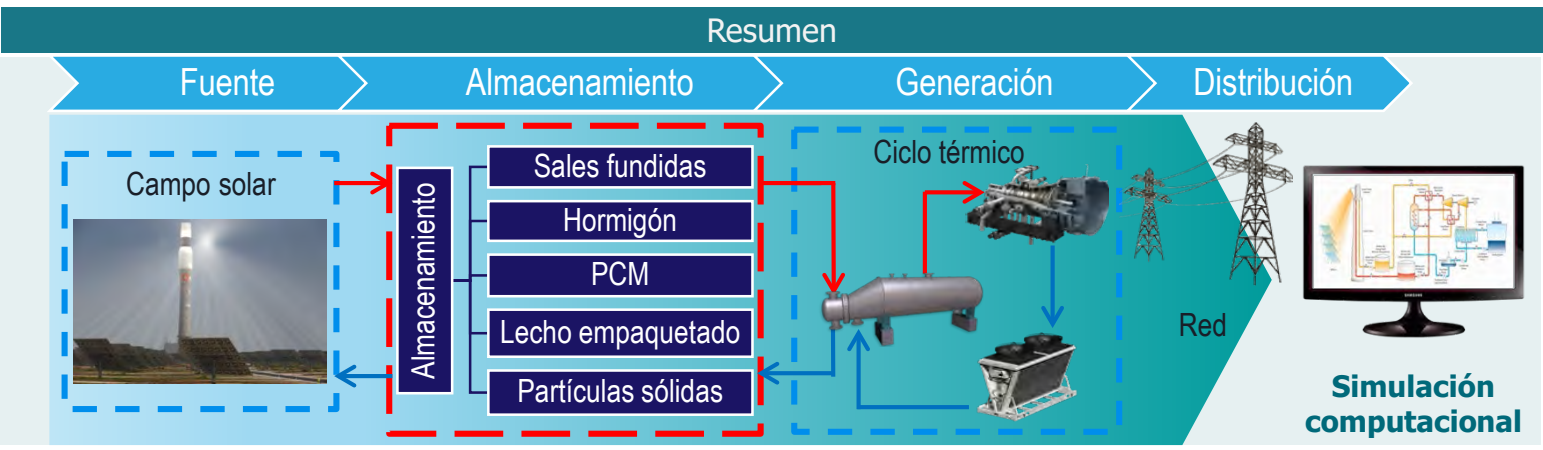 Resumen
Fuente
Almacenamiento
Generación
Distribución
Campo solar
Almacenamiento
Sales fundidas
Hormigón
PCM
Lecho empaquetado
Partículas sólidas
Ciclo térmico
Red
SAMSUNG
Simulación
computacional